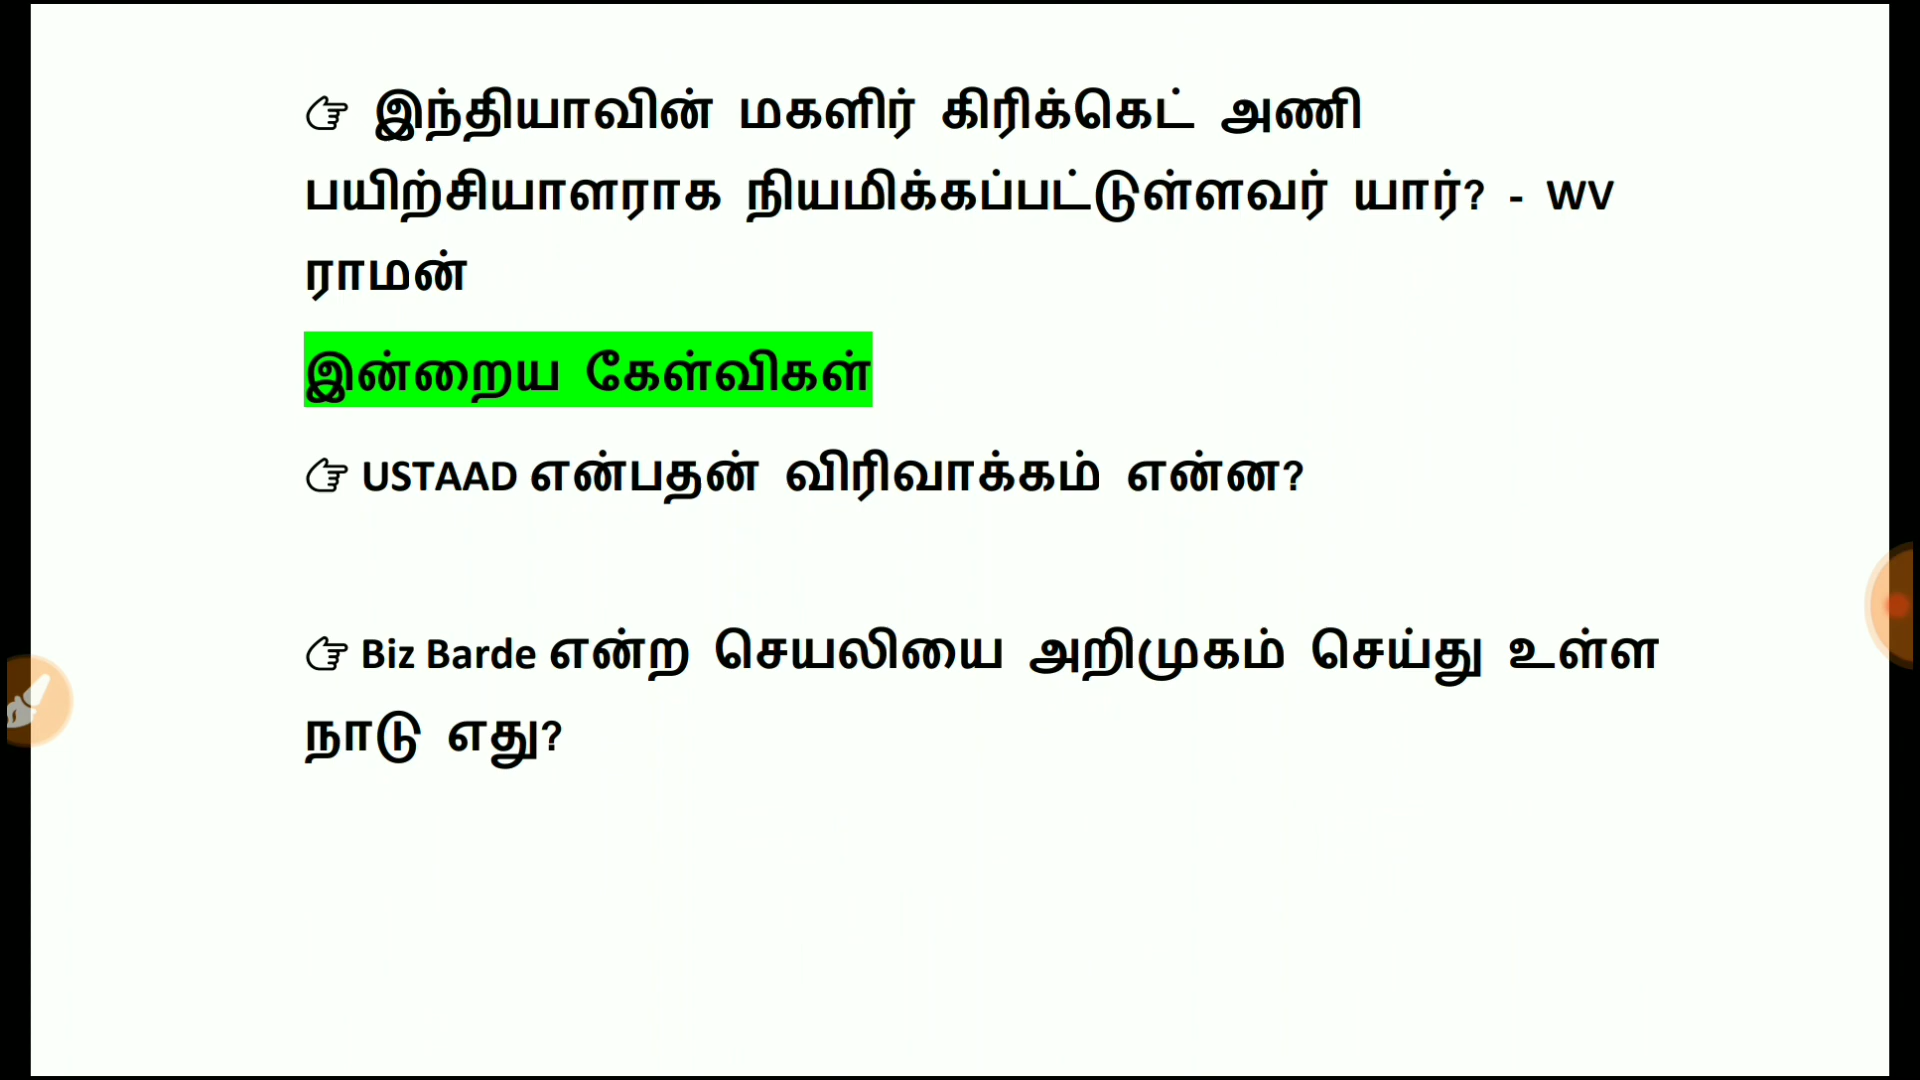 👉 இந்தியாவின் மகளிர் கிரிக்கெட் அணி
பயிற்சியாளராக நியமிக்கப்பட்டுள்ளவர் யார்? - WV
ராமன்
இன்றைய கேள்விகள்
👉 USTAAD என்பதன் விரிவாக்கம் என்ன?
👉 Biz Barde என்ற செயலியை அறிமுகம் செய்து உள்ள
நாடு எது?